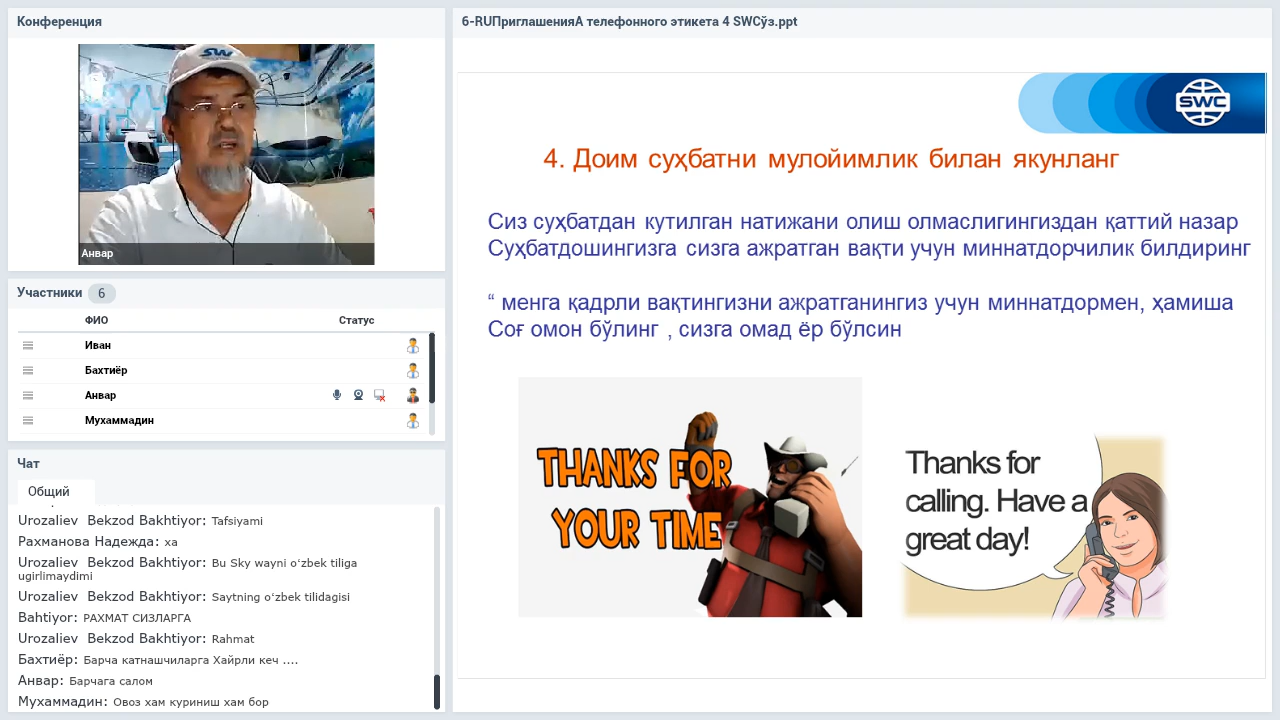 Конференция
SW
Анвар
Участники 6
ФИО Статус
Иван
Бахтиёр
Анвар
Мухаммадин
Чат
Общий
Urozaliev Bekzod Bakhtiyor: Tafsiyami
Рахманова Надежда: ха
Urozaliev Bekzod Bakhtiyor: Bu Sky wayni oʻzbek tiliga
ugirlimaydimi
Urozaliev Bekzod Bakhtiyor: Saytning oʻzbek tilidagisi
Bahtiyor: РАХМАТ СИЗЛАРГА
Urozaliev Bekzod Bakhtiyor: Rahmat
Бахтиёр: Барча катнашчиларга Хайрли кеч ....
Анвар: Барчага салом
Мухаммадин: Овоз хам куриниш хам бор
6-RUПриглашенияА телефонного этикета 4 SWCўз.ppt
SWC
4. Доим суҳбатни мулойимлик билан якунланг
Сиз суҳбатдан кутилган натижани олиш олмаслигингиздан қаттий назар
Суҳбатдошингизга сизга ажратган вақти учун миннатдорчилик билдиринг
“ менга қадрли вақтингизни ажратганингиз учун миннатдормен, ҳамиша
Соғ омон бўлинг , сизга омад ёр бўлсин
THANKS FOR
YOUR TIME
Thanks for
calling. Have a
great day!